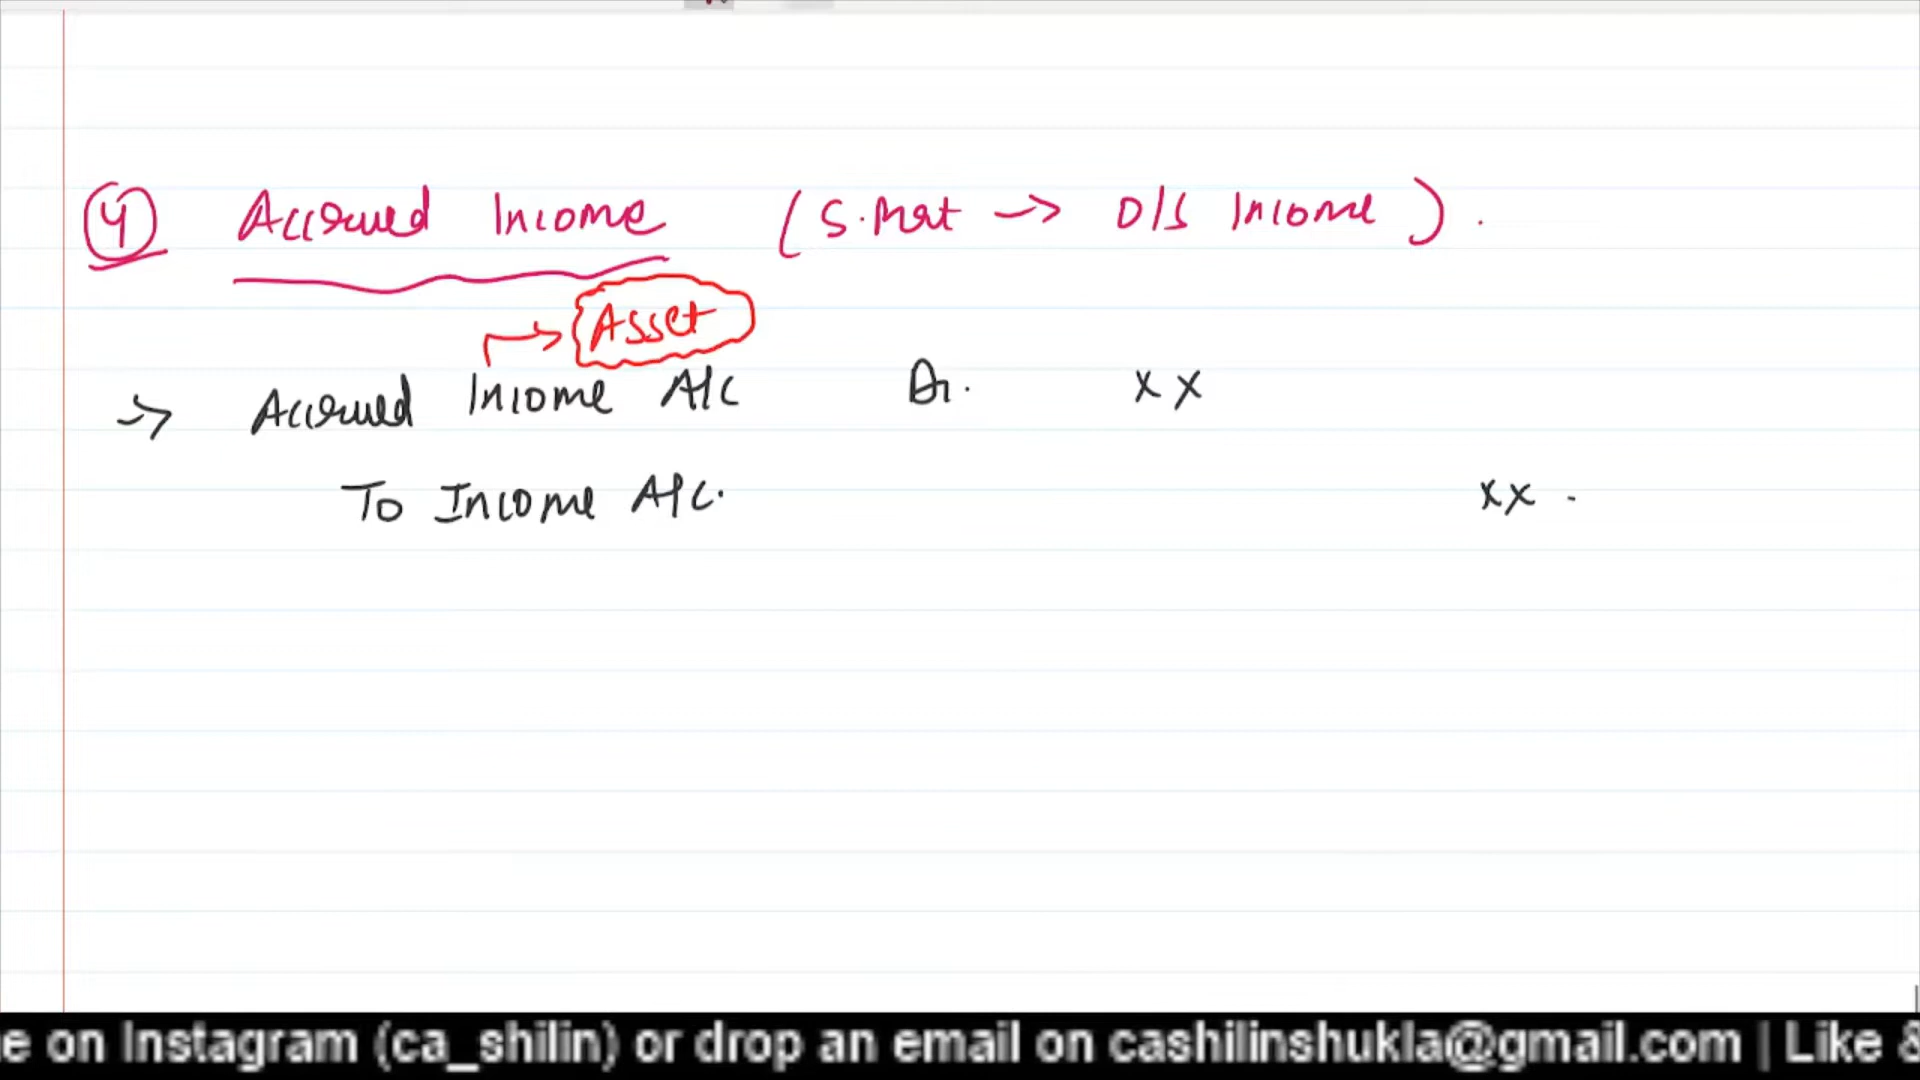 4 Accrued Income (S.Mat → O/S Income).
Asset
→ Accrued Income A/c Dr. x x
To Income A/c. xx.
e on Instagram (ca_shilin) or drop an email on cashilinshukla@gmail.com | Like &